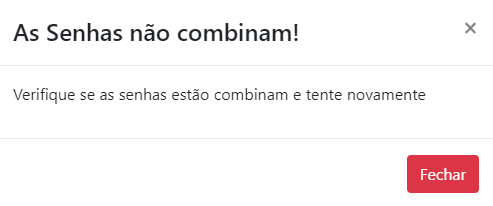 As Senhas não combinam!
×
Verifique se as senhas estão combinam e tente novamente
Fechar